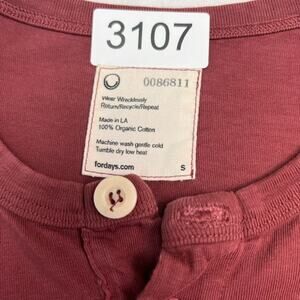 3107
0086811
Wear Wrecklessly
Return/Recycle/Repeat
Made in LA
100% Organic Cotton
Machine wash gentle cold
Tumble dry low heat
fordays.com
S